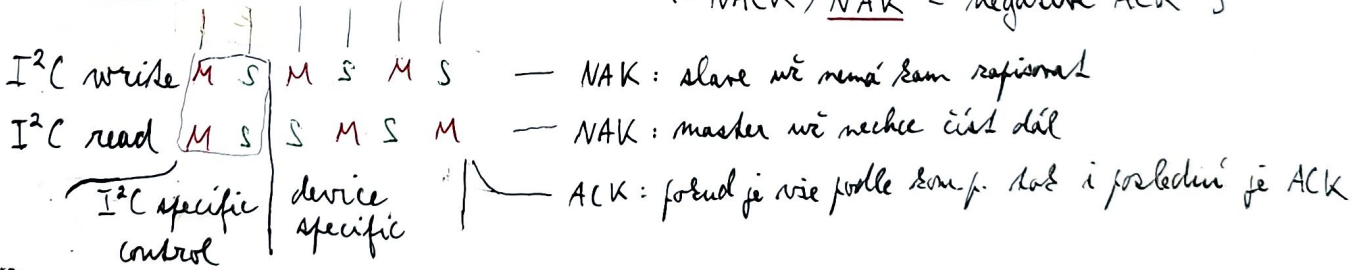 NACK / NAK - negative ACK
I²C write M S M S M S — NAK: slave už nemá kam zapisovat
I²C read M S S M S M — NAK: master už nechce číst dál
ACK: pokud je vše podle kom.p. tak i poslední je ACK
I²C specific control
device specific